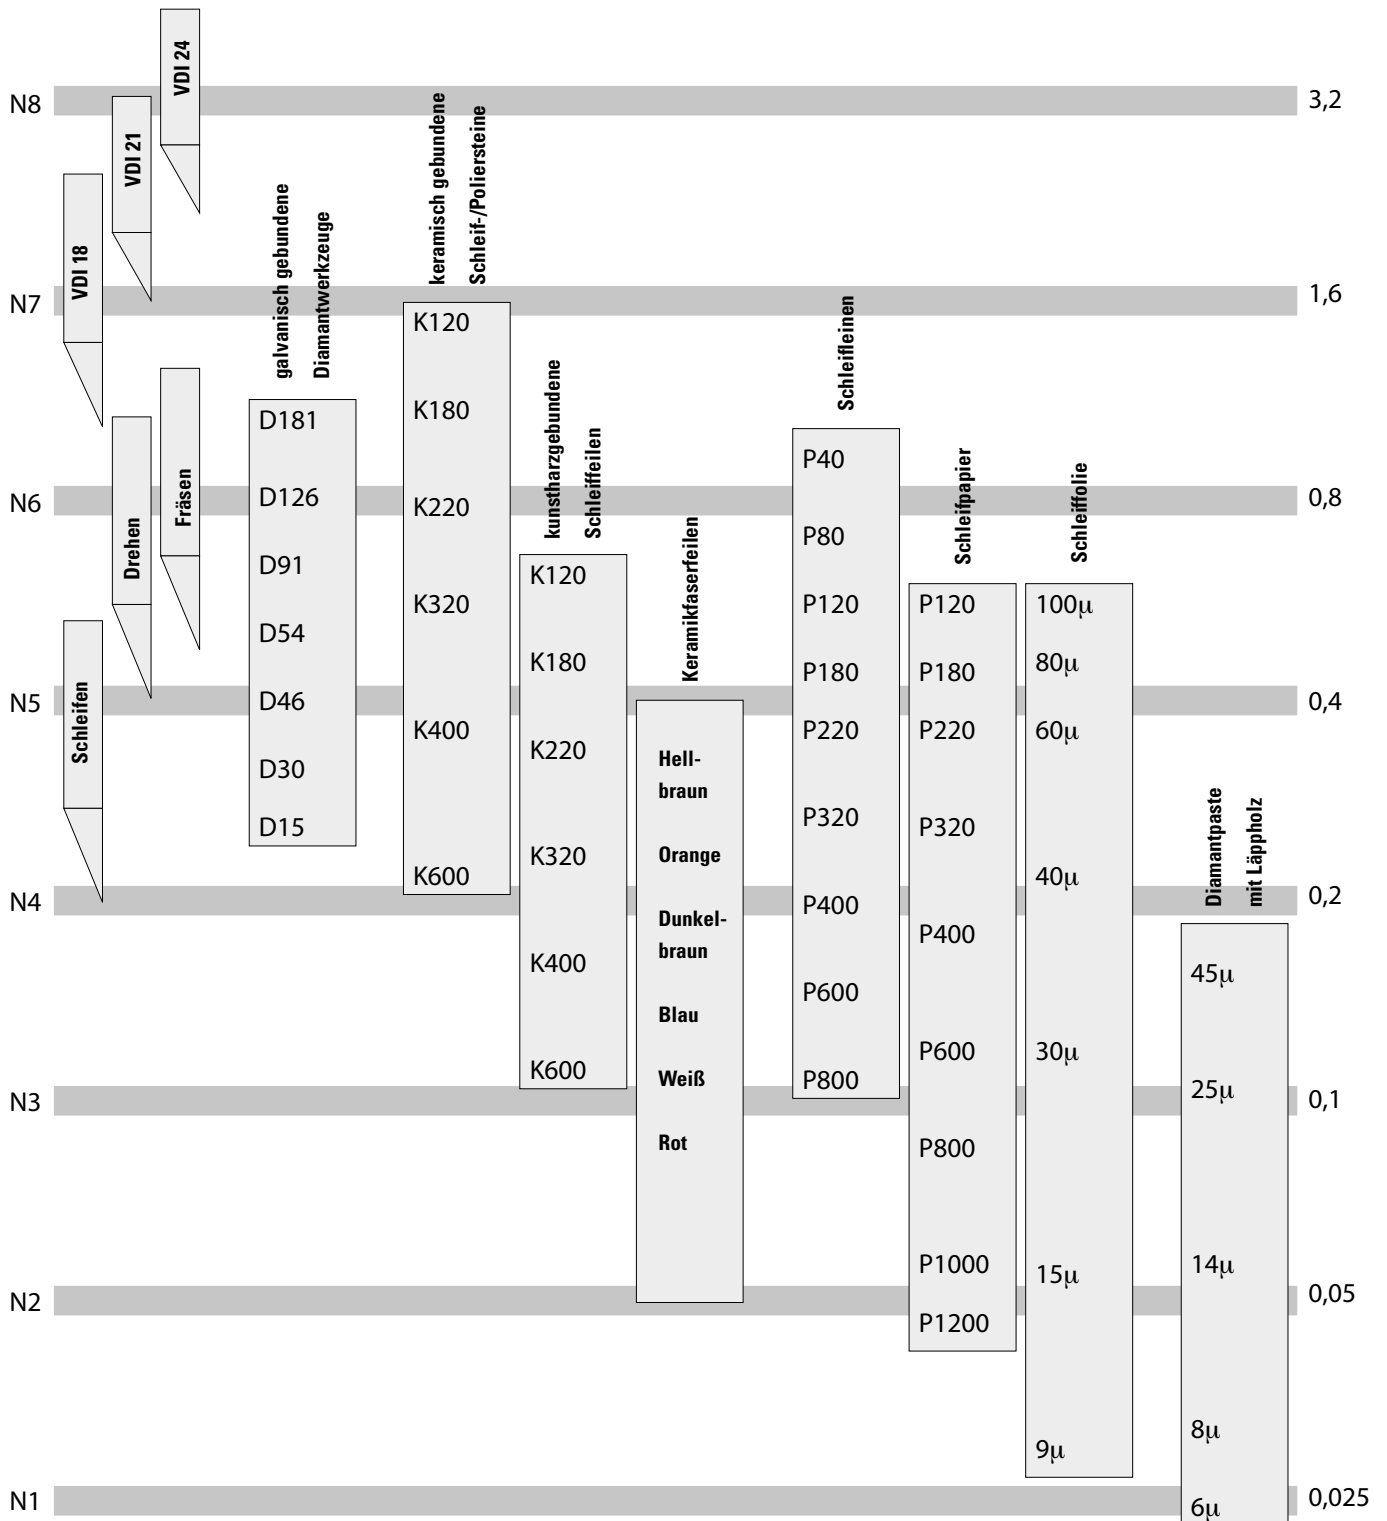 N8
N7
N6
N5
N4
N3
N2
N1
VDI 24
VDI 21
VDI 18
Fräsen
Drehen
Schleifen
galvanisch gebundene
Diamantwerkzeuge
D181
D126
D91
D54
D46
D30
D15
keramisch gebundene
Schleif-/Poliersteine
K120
K180
K220
K320
K400
K600
kunstharzgebundene
Schleiffeilen
K120
K180
K220
K320
K400
K600
Keramikfaserfeilen
Hell-
braun
Orange
Dunkel-
braun
Blau
Weiß
Rot
Schleifleinen
P40
P80
P120
P180
P220
P320
P400
P600
P800
Schleifpapier
P120
P180
P220
P320
P400
P600
P800
P1000
P1200
Schleiffolie
100µ
80µ
60µ
40µ
30µ
15µ
9µ
Diamantpaste
mit Läppholz
45µ
25µ
14µ
8µ
6µ
3,2
1,6
0,8
0,4
0,2
0,1
0,05
0,025